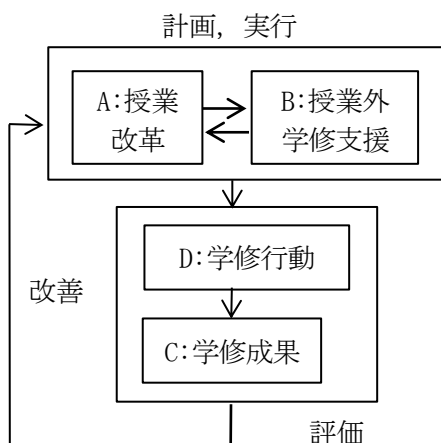 計画，実行
A:授業
改革
B:授業外
学修支援
D:学修行動
改善
C:学修成果
評価